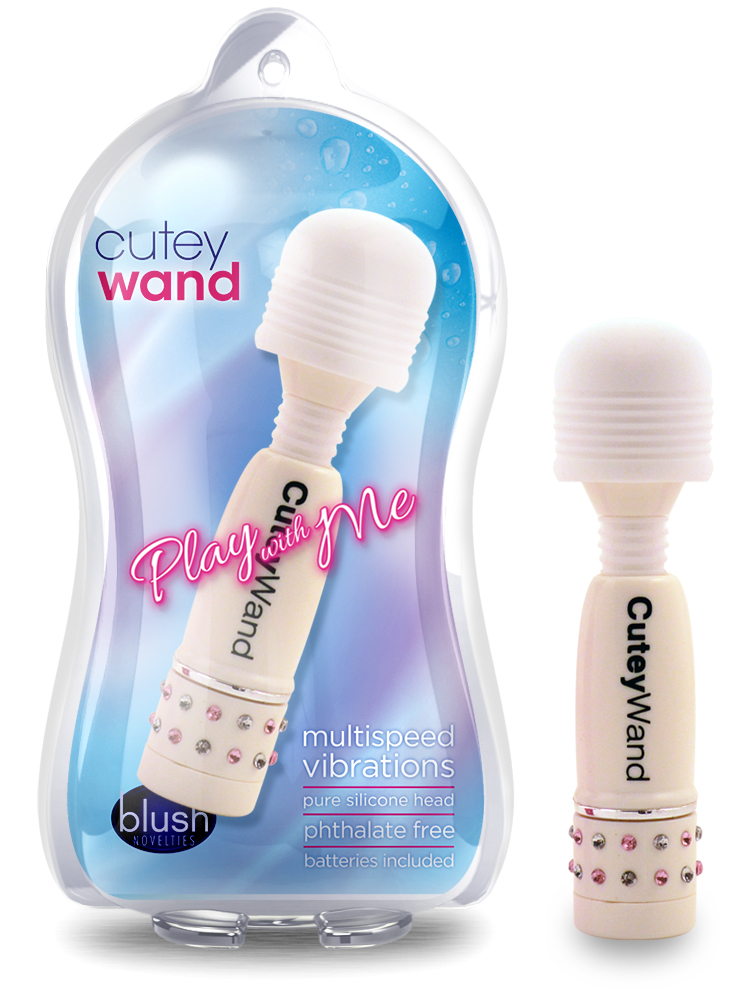 cutey
wand
Play with Me
CuteyWand
multispeed
vibrations
pure silicone head
phthalate free
batteries included
blush
NOVELTIES
CuteyWand